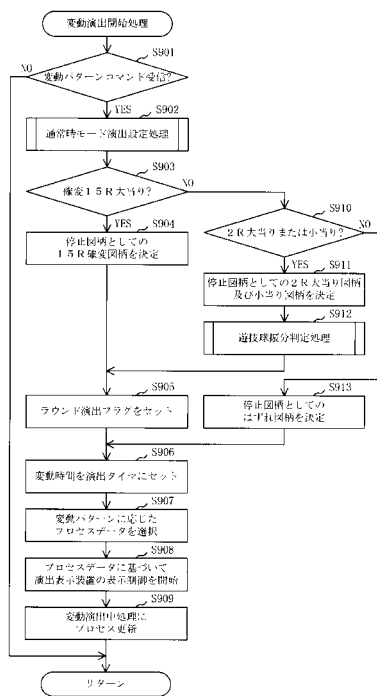 変動演出開始処理
S901
変動パターンコマンド受信?
NO
YES
S902
通常時モード演出設定処理
S903
確変15R大当り?
NO
YES
S904
停止図柄としての
15R確変図柄を決定
S910
2R大当りまたは小当り?
NO
YES
S911
停止図柄としての2R大当り図柄
及び小当り図柄を決定
S912
遊技球振分判定処理
S905
ラウンド演出フラグをセット
S913
停止図柄としての
はずれ図柄を決定
S906
変動時間を演出タイマにセット
S907
変動パターンに応じた
プロセスデータを選択
S908
プロセスデータに基づいて
演出表示装置の表示制御を開始
S909
変動演出中処理に
プロセス更新
リターン